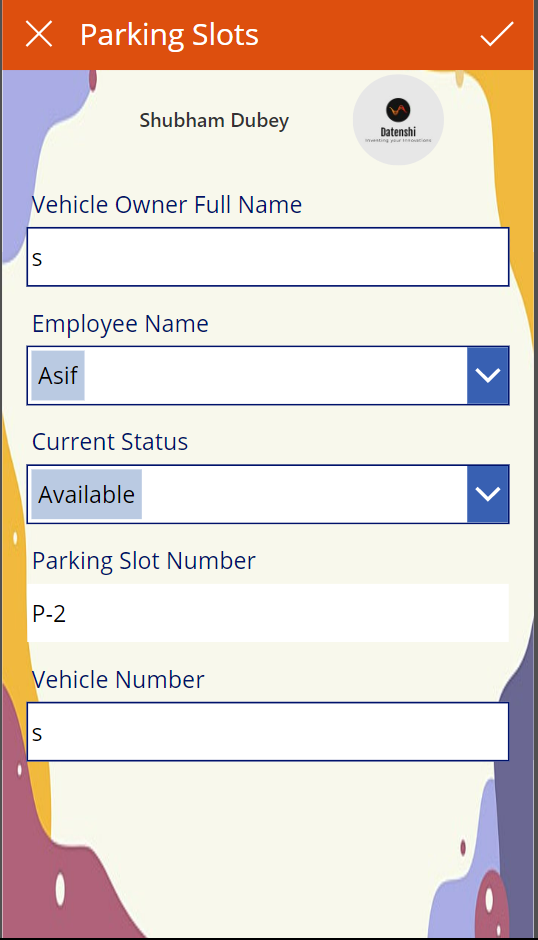 Parking Slots
Shubham Dubey
Datenshi
Inventing your Innovations
Vehicle Owner Full Name
s
Employee Name
Asif
Current Status
Available
Parking Slot Number
P-2
Vehicle Number
s